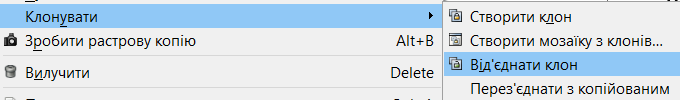 Клонувати
Створити клон
Зробити растрову копію Alt+B
Створити мозаїку з клонів...
Вилучити Delete
Від'єднати клон
Перез'єднати з копійованим